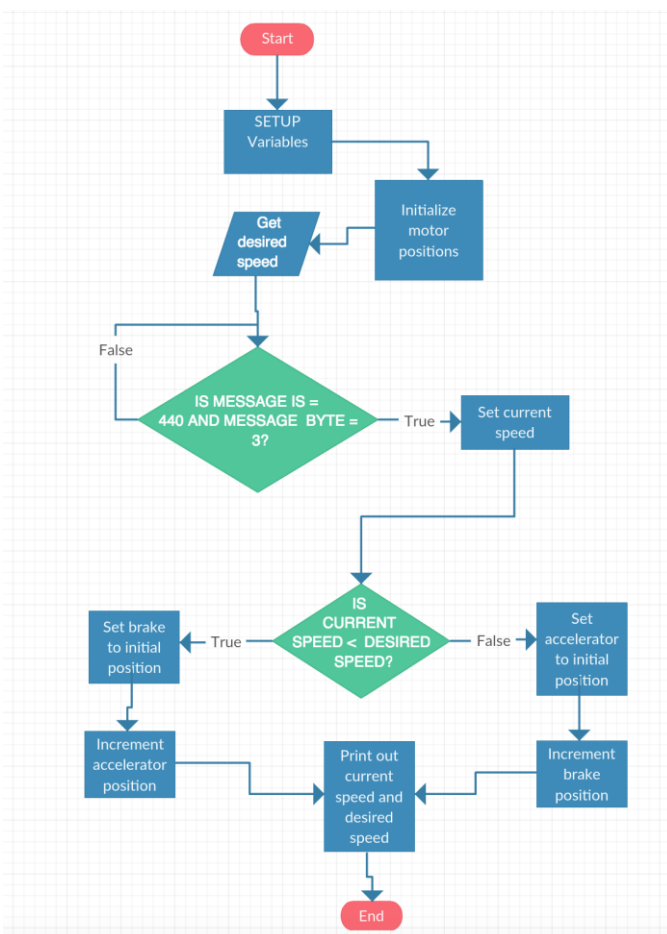 Start
SETUP
Variables
Initialize
motor
positions
Get
desired
speed
False
IS MESSAGE IS =
440 AND MESSAGE BYTE =
3?
True
Set current
speed
IS
CURRENT
SPEED < DESIRED
SPEED?
True
False
Set brake
to initial
position
Set
accelerator
to initial
position
Increment
accelerator
position
Print out
current
speed and
desired
speed
Increment
brake
position
End